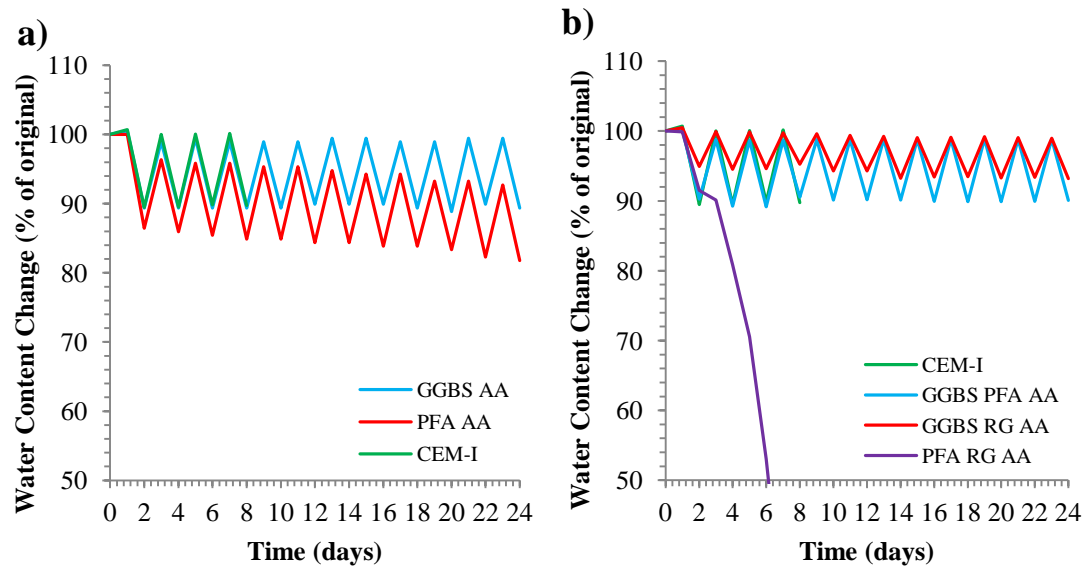 a)
Water Content Change (% of original)
110
100
90
80
70
60
50
GGBS AA
PFA AA
CEM-I
0 2 4 6 8 10 12 14 16 18 20 22 24
Time (days)
b)
Water Content Change (% of original)
110
100
90
80
70
60
50
CEM-I
GGBS PFA AA
GGBS RG AA
PFA RG AA
0 2 4 6 8 10 12 14 16 18 20 22 24
Time (days)